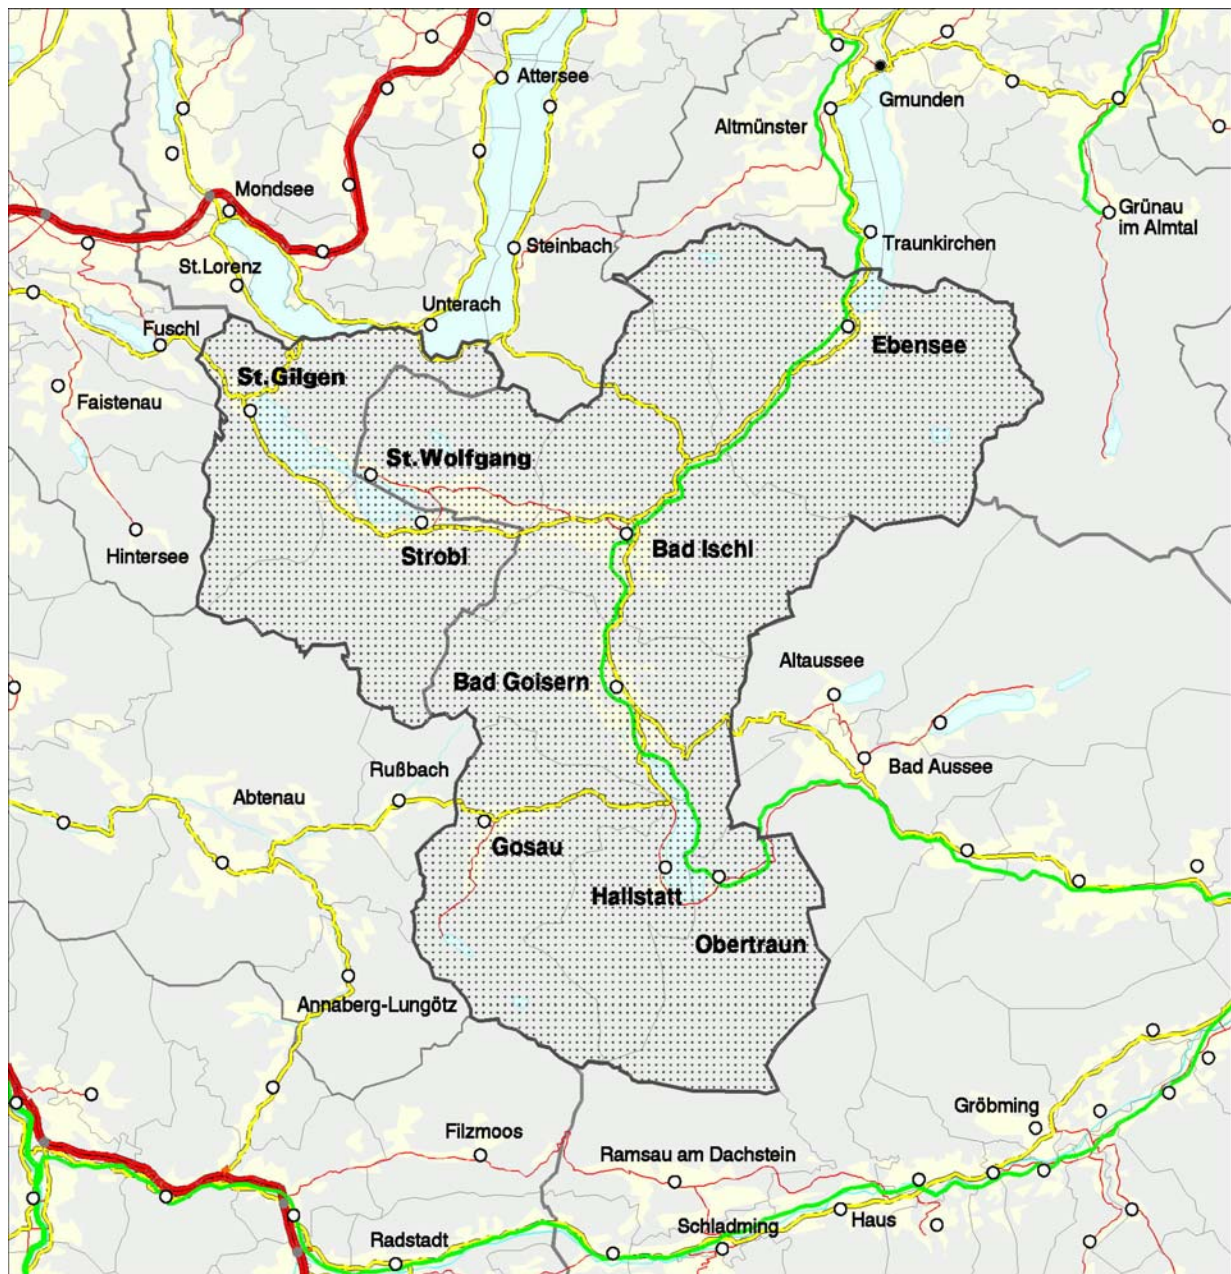 Attersee
Gmunden
Altmünster
Mondsee
Grünau
im Almtal
Traunkirchen
Steinbach
St.Lorenz
Unterach
Fuschl
Ebensee
St.Gilgen
Faistenau
St.Wolfgang
Hintersee
Strobl
Bad Ischl
Altaussee
Bad Goisern
Bad Aussee
Rußbach
Abtenau
Gosau
Hallstatt
Obertraun
Annaberg-Lungötz
Gröbming
Filzmoos
Ramsau am Dachstein
Haus
Schladming
Radstadt